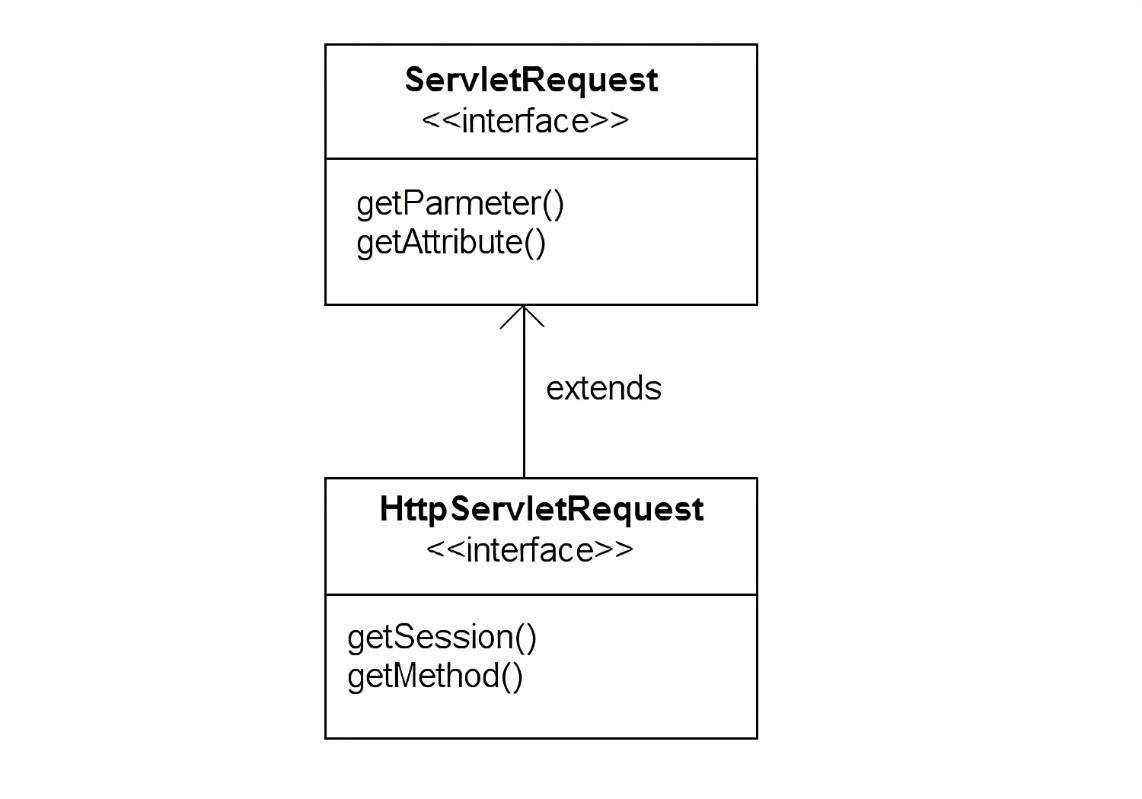 ServletRequest
<<interface>>
getParmeter()
getAttribute()
extends
HttpServletRequest
<<interface>>
getSession()
getMethod()